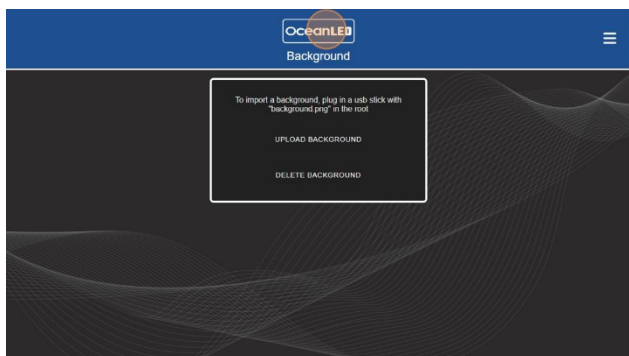 OceanLED
Background
To import a background, plug in a usb stick with
"background.png" in the root
UPLOAD BACKGROUND
DELETE BACKGROUND